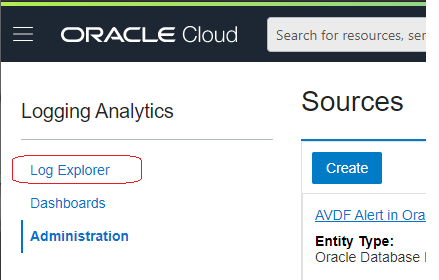 ORACLE Cloud
Search for resources, ser
Logging Analytics
Log Explorer
Dashboards
Administration
Sources
Create
AVDF Alert in Ora
Entity Type:
Oracle Database